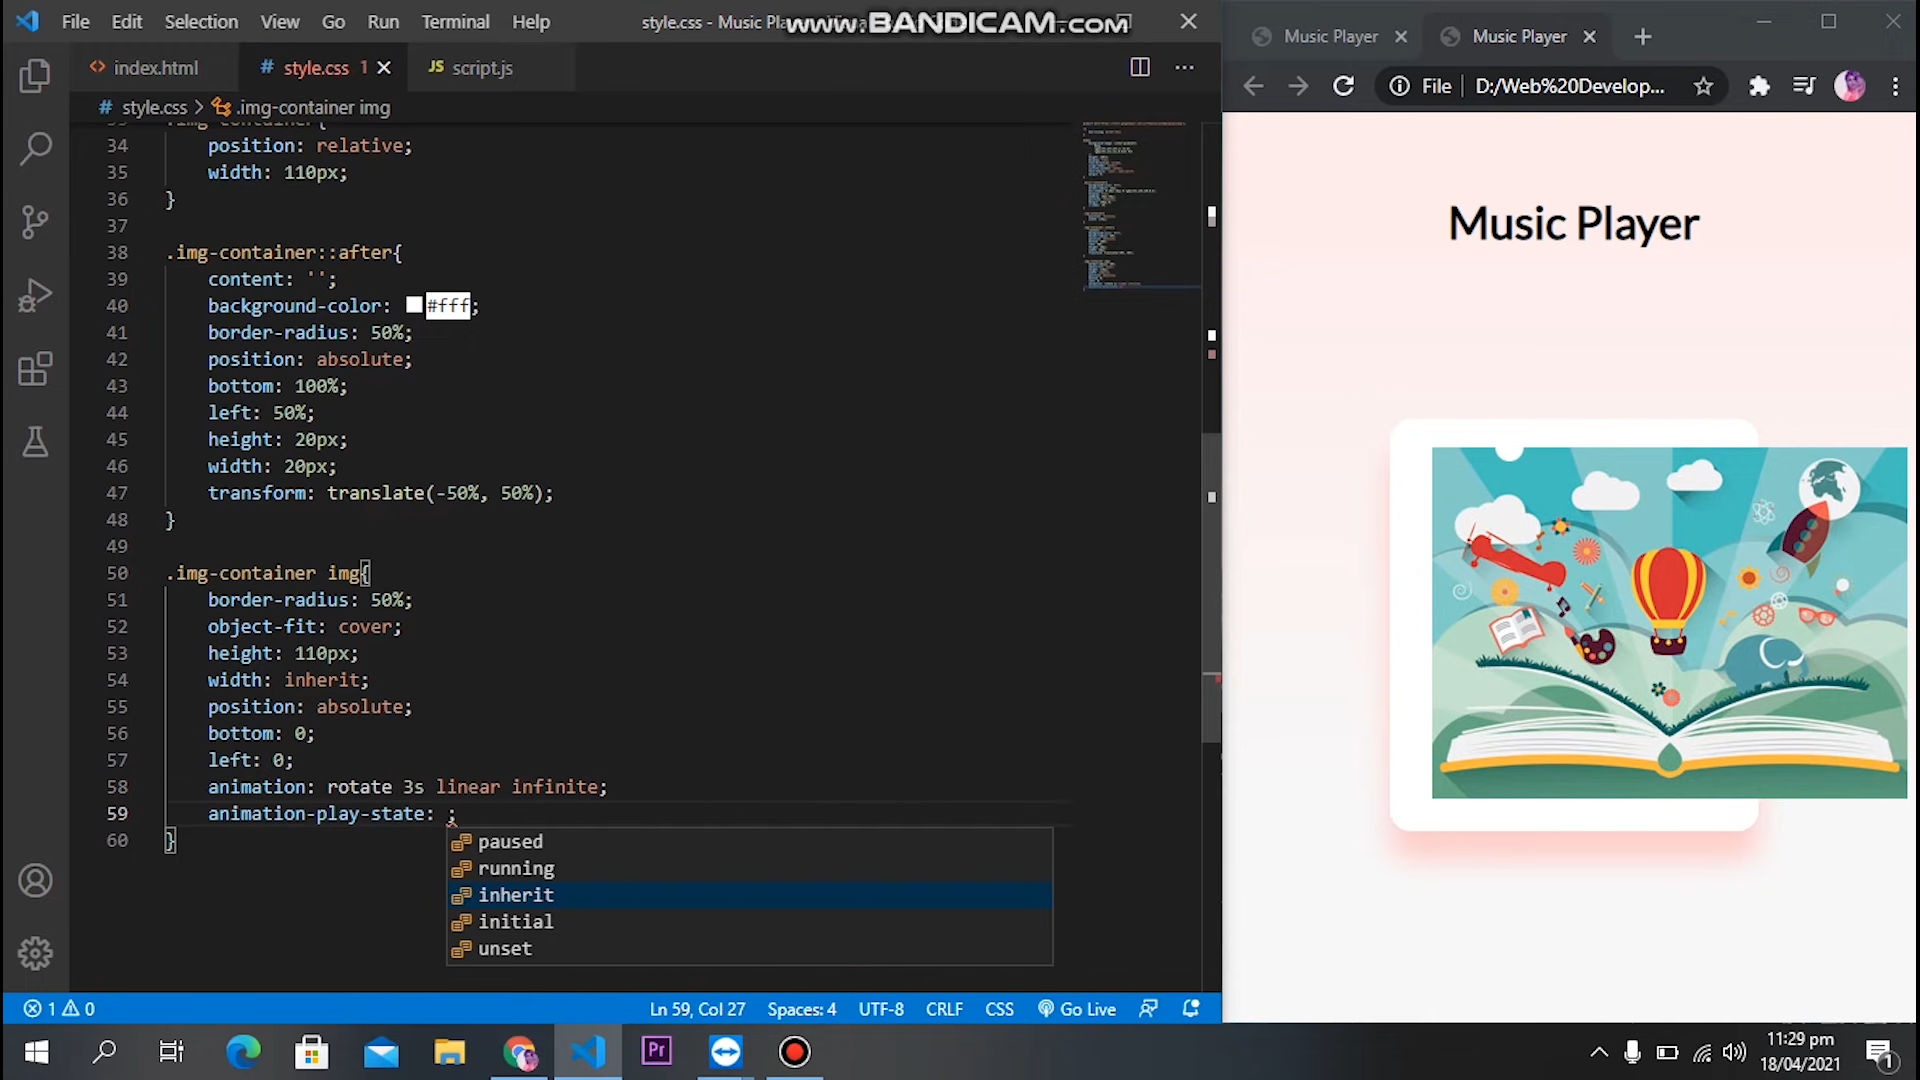 File Edit Selection View Go Run Terminal Help
style.css - Music Pla
www.BANDICAM.com
index.html
style.css 1
JS script.js
# style.css > .img-container img
34 position: relative;
35 width: 110px;
36 }
37
38 .img-container::after{
39 content: '';
40 background-color: #fff;
41 border-radius: 50%;
42 position: absolute;
43 bottom: 100%;
44 left: 50%;
45 height: 20px;
46 width: 20px;
47 transform: translate(-50%, 50%);
48 }
49
50 .img-container img{
51 border-radius: 50%;
52 object-fit: cover;
53 height: 110px;
54 width: inherit;
55 position: absolute;
56 bottom: 0;
57 left: 0;
58 animation: rotate 3s linear infinite;
59 animation-play-state: ;
60 }
paused
running
inherit
initial
unset
1 0
Ln 59, Col 27 Spaces: 4 UTF-8 CRLF CSS Go Live
Music Player
Music Player
File | D:/Web%20Develop...
Music Player
Pr
11:29 pm
18/04/2021
1